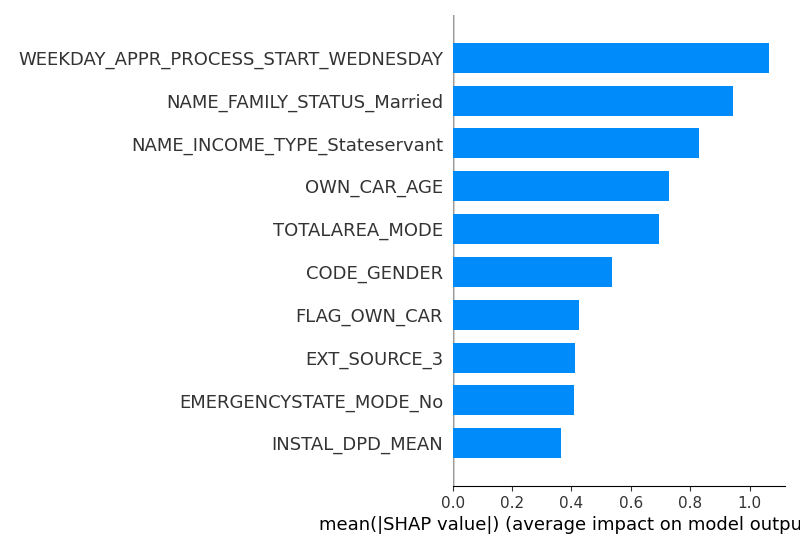 WEEKDAY_APPR_PROCESS_START_WEDNESDAY
NAME_FAMILY_STATUS_Married
NAME_INCOME_TYPE_Stateservant
OWN_CAR_AGE
TOTALAREA_MODE
CODE_GENDER
FLAG_OWN_CAR
EXT_SOURCE_3
EMERGENCYSTATE_MODE_No
INSTAL_DPD_MEAN
0.0 0.2 0.4 0.6 0.8 1.0
mean(|SHAP value|) (average impact on model outpu